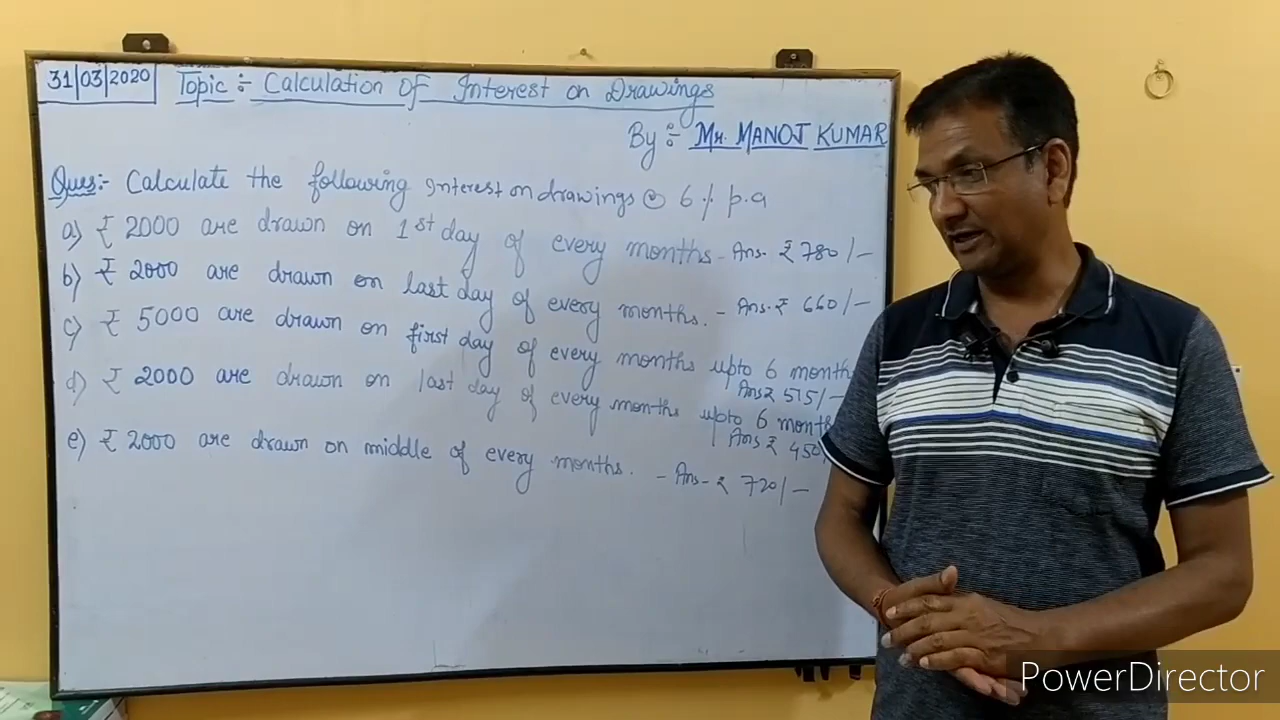 31/03/2020 Topic :- Calculation Of Interest on Drawings
By :- Mr. MANOJ KUMAR
Ques:- Calculate the following Interest on drawings @ 6 % p.a
a) ₹ 2000 are drawn on 1st day of every months - Ans. ₹ 780/-
b) ₹ 2000 are drawn on last day of every months. - Ans. ₹ 660/-
c) ₹ 5000 are drawn on first day of every months upto 6 months
Ans ₹ 515/-
d) ₹ 2000 are drawn on last day of every months upto 6 month
Ans ₹ 450/
e) ₹ 2000 are drawn on middle of every months. - Ans - ₹ 720/-
PowerDirector